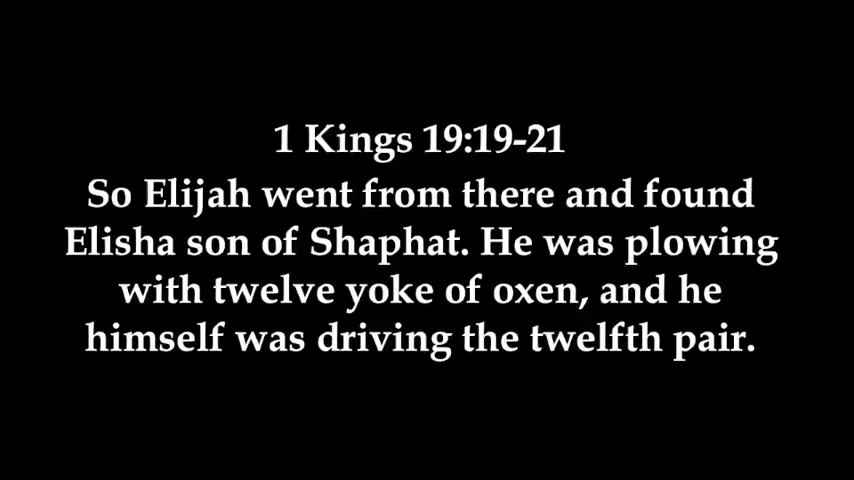 1 Kings 19:19-21
So Elijah went from there and found
Elisha son of Shaphat. He was plowing
with twelve yoke of oxen, and he
himself was driving the twelfth pair.